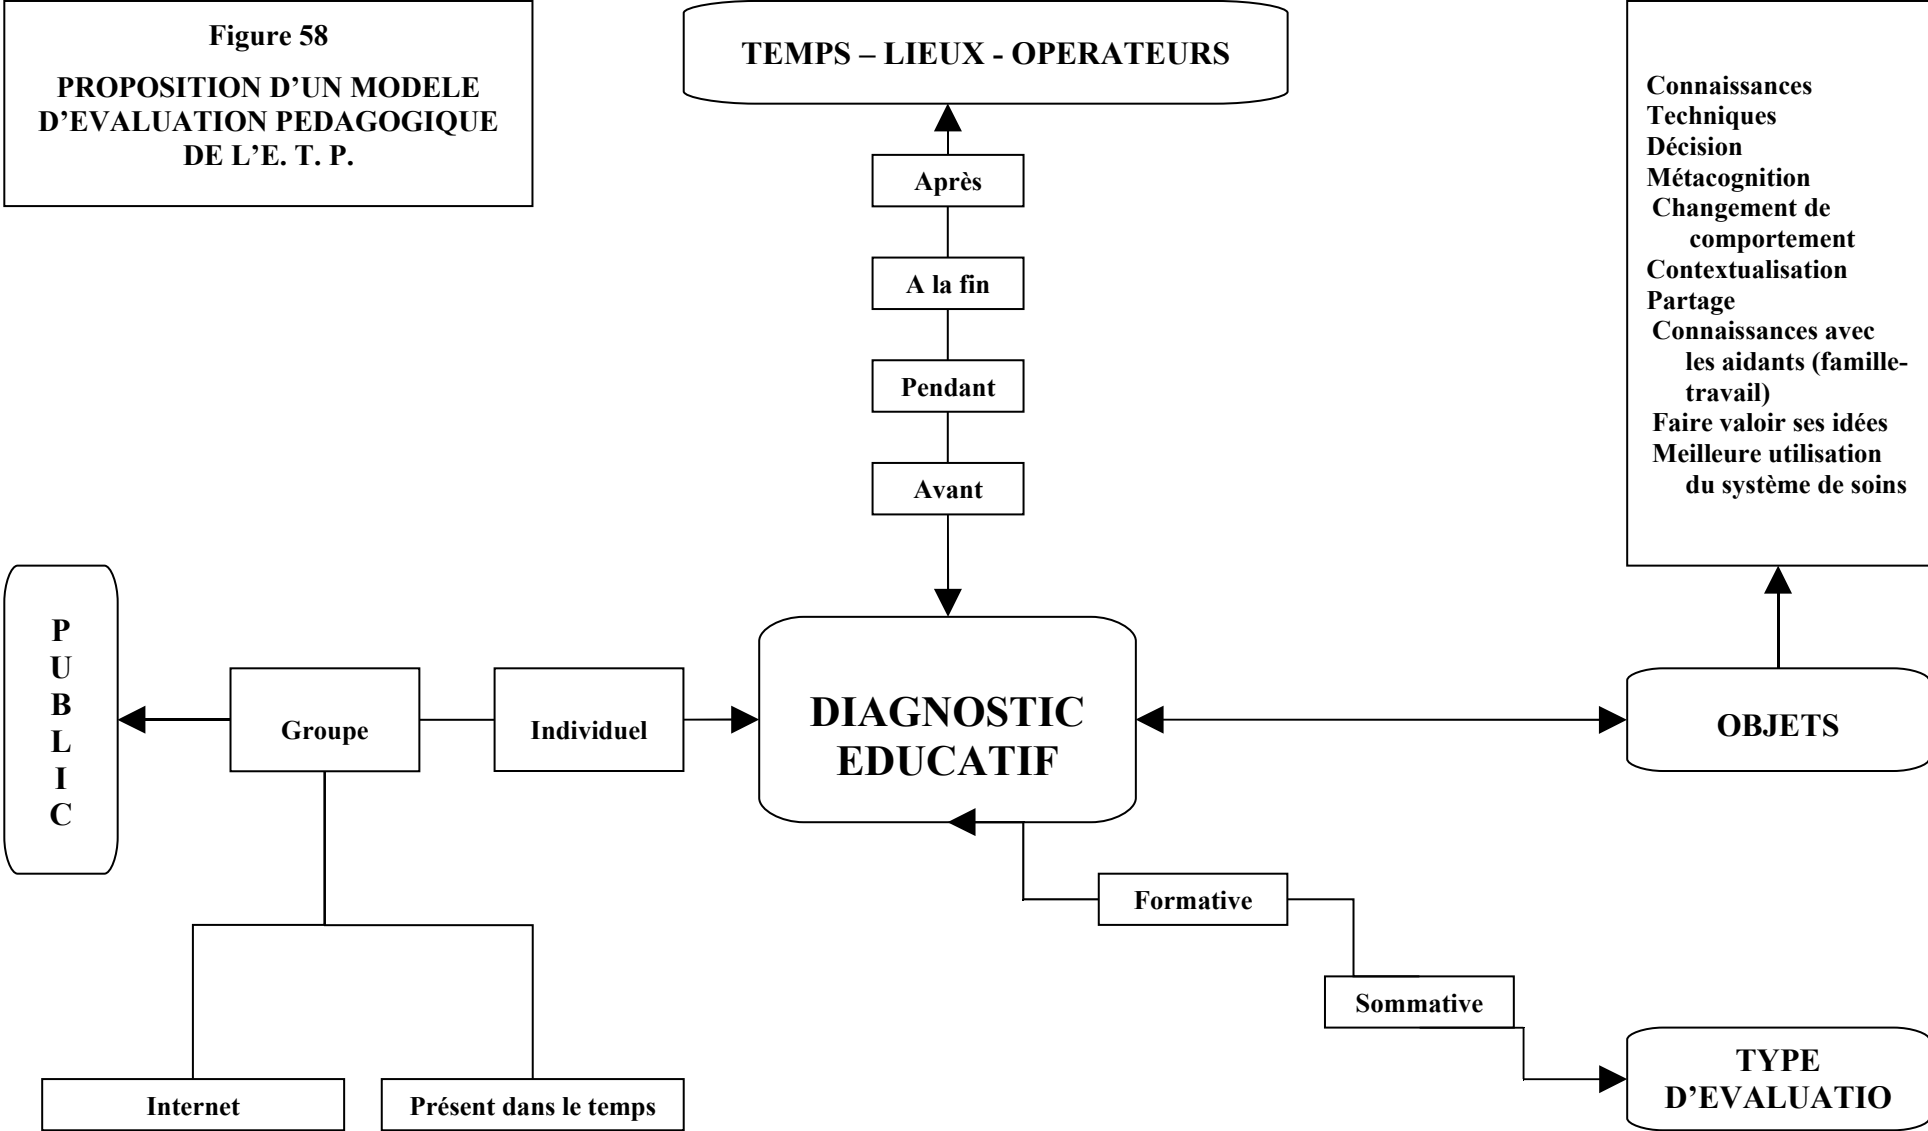 Figure 58
PROPOSITION D'UN MODELE
D'EVALUATION PEDAGOGIQUE
DE L'E. T. P.
TEMPS – LIEUX - OPERATEURS
Après
A la fin
Pendant
Avant
Connaissances
Techniques
Décision
Métacognition
Changement de
comportement
Contextualisation
Partage
Connaissances avec
les aidants (famille-
travail)
Faire valoir ses idées
Meilleure utilisation
du système de soins
P
U
B
L
I
C
Groupe
Individuel
DIAGNOSTIC
EDUCATIF
OBJETS
Formative
Sommative
Internet
Présent dans le temps
TYPE
D'EVALUATIO